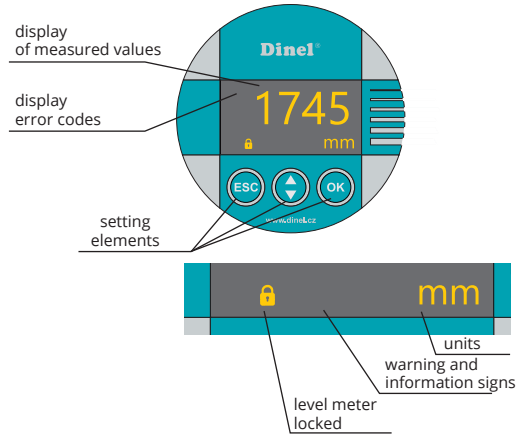 display
of measured values
Dinel®
1745
display
error codes
mm
ESC
OK
setting
elements
www.dinel.cz
mm
units
warning and
information signs
level meter
locked